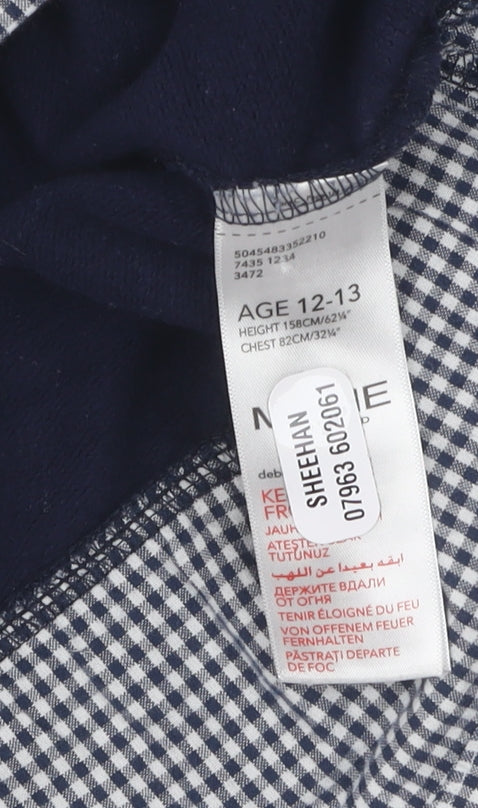 5045483352210
7435 1234
3472
AGE 12-13
HEIGHT 158CM/62¼"
CHEST 82CM/32¼"
SHEEHAN
07963 602061
ابقه بعيدا عن اللهب
ДЕРЖИТЕ ВДАЛИ
ОТ ОГНЯ
TENIR ÉLOIGNÉ DU FEU
VON OFFENEM FEUER
FERNHALTEN
PĂSTRAȚI DEPARTE
DE FOC
TUTUNUZ